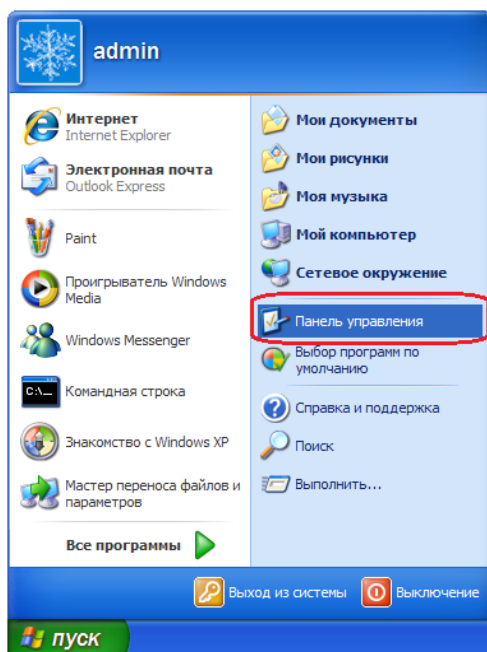 admin
Интернет
Internet Explorer
Электронная почта
Outlook Express
Paint
Проигрыватель Windows
Media
Windows Messenger
C:\_
Командная строка
Знакомство с Windows XP
Мастер переноса файлов и
параметров
Все программы
Мои документы
Мои рисунки
Моя музыка
Мой компьютер
Сетевое окружение
Панель управления
Выбор программ по
умолчанию
Справка и поддержка
Поиск
Выполнить...
Выход из системы
Выключение
пуск